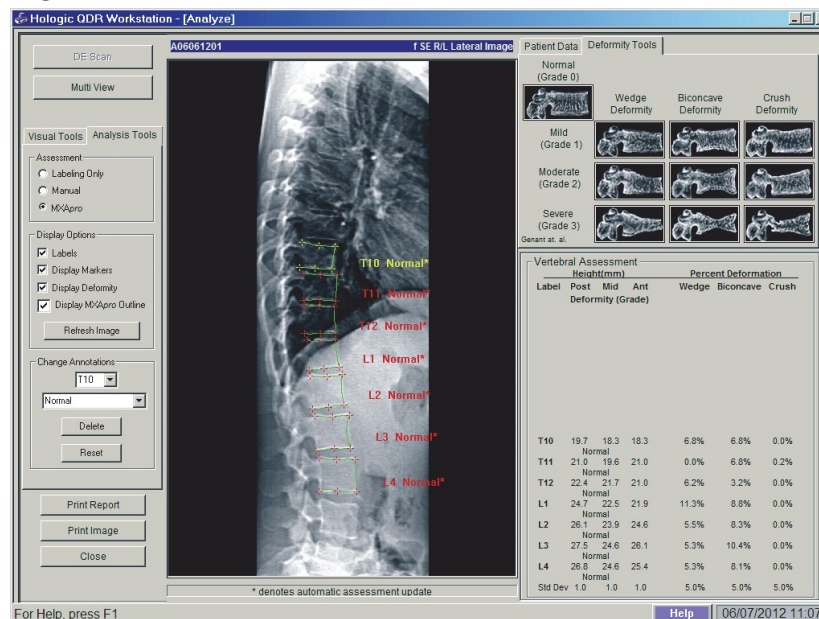 Hologic QDR Workstation - [Analyze]
DE Scan
Multi View
Visual Tools Analysis Tools
Assessment
Labeling Only
Manual
MXApro
Display Options
Labels
Display Markers
Display Deformity
Display MXApro Outline
Refresh Image
Change Annotations
T10
Normal
Delete
Reset
Print Report
Print Image
Close
A06061201 f SE R/L Lateral Image
T10 Normal*
T11 Normal*
T12 Normal*
L1 Normal*
L2 Normal*
L3 Normal*
L4 Normal*
* denotes automatic assessment update
Patient Data Deformity Tools
Normal
(Grade 0)
Wedge Deformity
Biconcave Deformity
Crush Deformity
Mild
(Grade 1)
Moderate
(Grade 2)
Severe
(Grade 3)
Genant at. al.
Vertebral Assessment
Height(mm) Percent Deformation
Label Post Mid Ant Wedge Biconcave Crush
Deformity (Grade)
T10 19.7 18.3 18.3 6.8% 6.8% 0.0%
Normal
T11 21.0 19.6 21.0 0.0% 6.8% 0.2%
Normal
T12 22.4 21.7 21.0 6.2% 3.2% 0.0%
Normal
L1 24.7 22.5 21.9 11.3% 8.8% 0.0%
Normal
L2 26.1 23.9 24.6 5.5% 8.3% 0.0%
Normal
L3 27.5 24.6 26.1 5.3% 10.4% 0.0%
Normal
L4 26.8 24.6 25.4 5.3% 8.1% 0.0%
Normal
Std Dev 1.0 1.0 1.0 5.0% 5.0% 5.0%
For Help, press F1
Help 06/07/2012 11:07